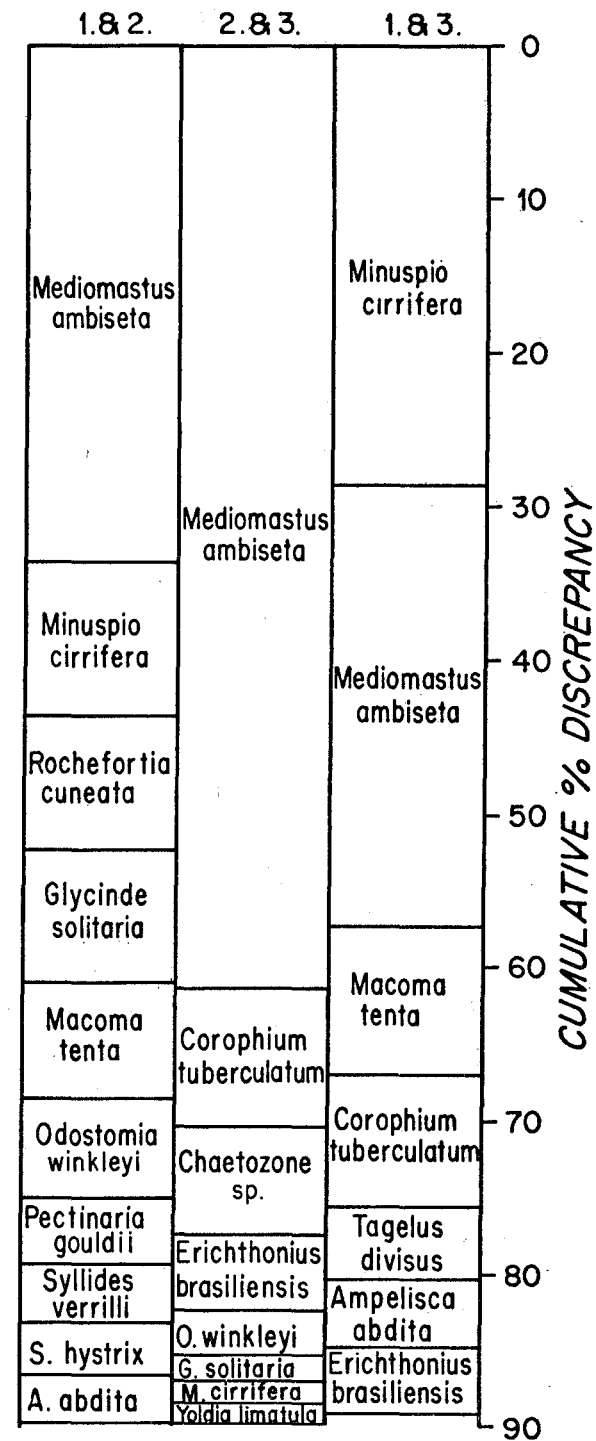 1.&2.
2.&3.
1.&3.
Mediomastus
ambiseta
Minuspio
cirrifera
Rochefortia
cuneata
Glycinde
solitaria
Macoma
tenta
Odostomia
winkleyi
Pectinaria
gouldii
Syllides
verrilli
S. hystrix
A. abdita
Mediomastus
ambiseta
Corophium
tuberculatum
Chaetozone
sp.
Erichthonius
brasiliensis
O. winkleyi
G. solitaria
M. cirrifera
Yoldia limatula
Minuspio
cirrifera
Mediomastus
ambiseta
Macoma
tenta
Corophium
tuberculatum
Tagelus
divisus
Ampelisca
abdita
Erichthonius
brasiliensis
0
10
20
30
40
50
60
70
80
90
CUMULATIVE % DISCREPANCY